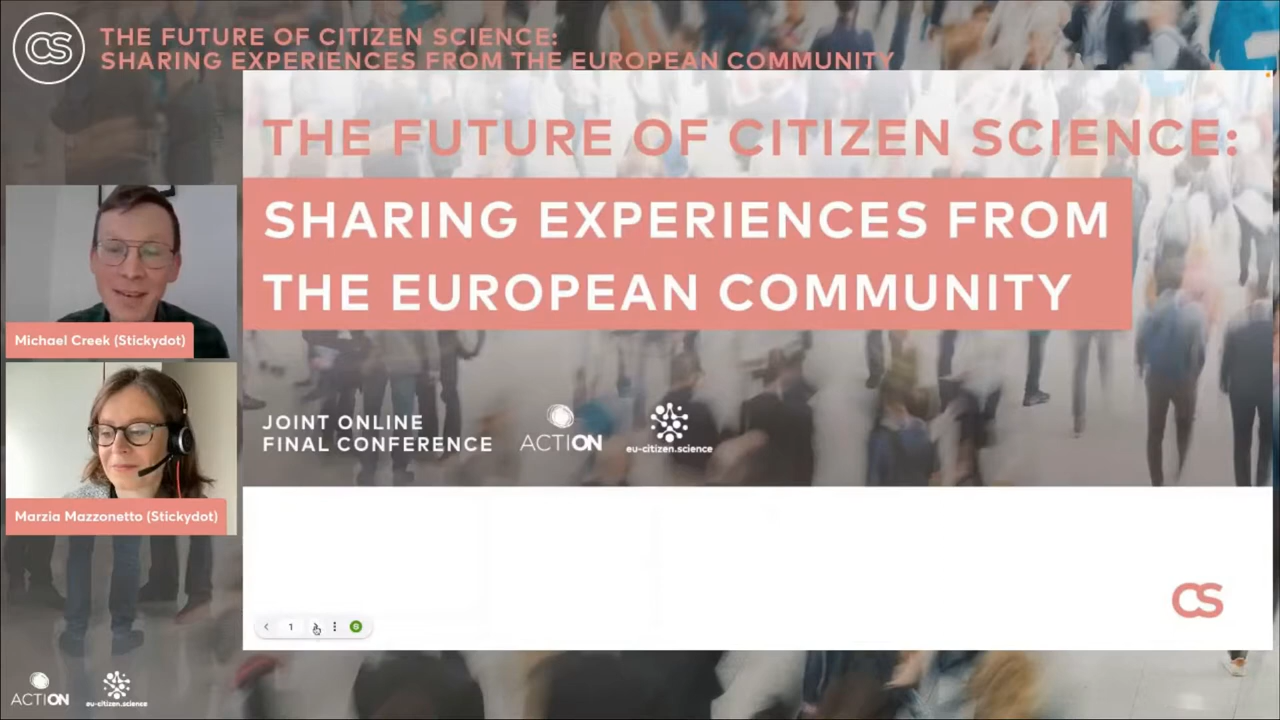 CS
THE FUTURE OF CITIZEN SCIENCE:
SHARING EXPERIENCES FROM THE EUROPEAN COMMUNITY
THE FUTURE OF CITIZEN SCIENCE:
SHARING EXPERIENCES FROM
THE EUROPEAN COMMUNITY
Michael Creek (Stickydot)
Marzia Mazzonetto (Stickydot)
JOINT ONLINE
FINAL CONFERENCE
ACTION
eu-citizen.science
CS
1
S
ACTION
eu-citizen.science